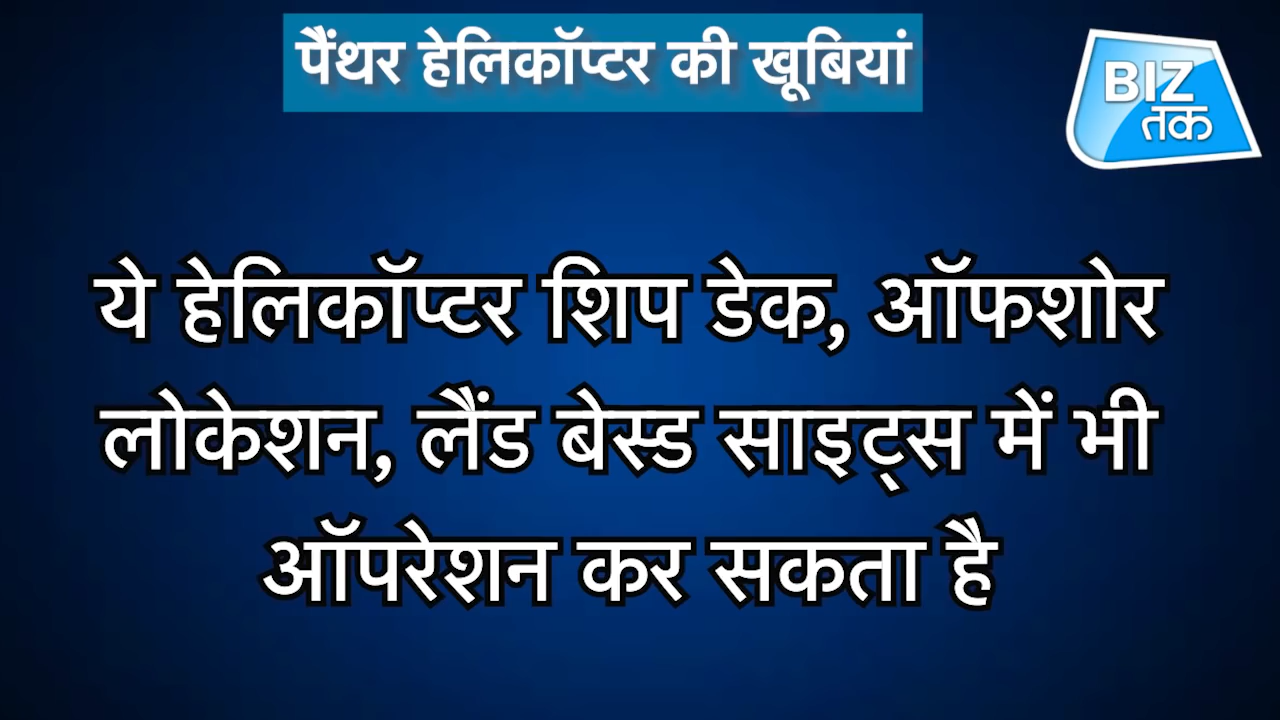 पैंथर हेलिकॉप्टर की खूबियां
BIZ
तक
ये हेलिकॉप्टर शिप डेक, ऑफशोर
लोकेशन, लैंड बेस्ड साइट्स में भी
ऑपरेशन कर सकता है